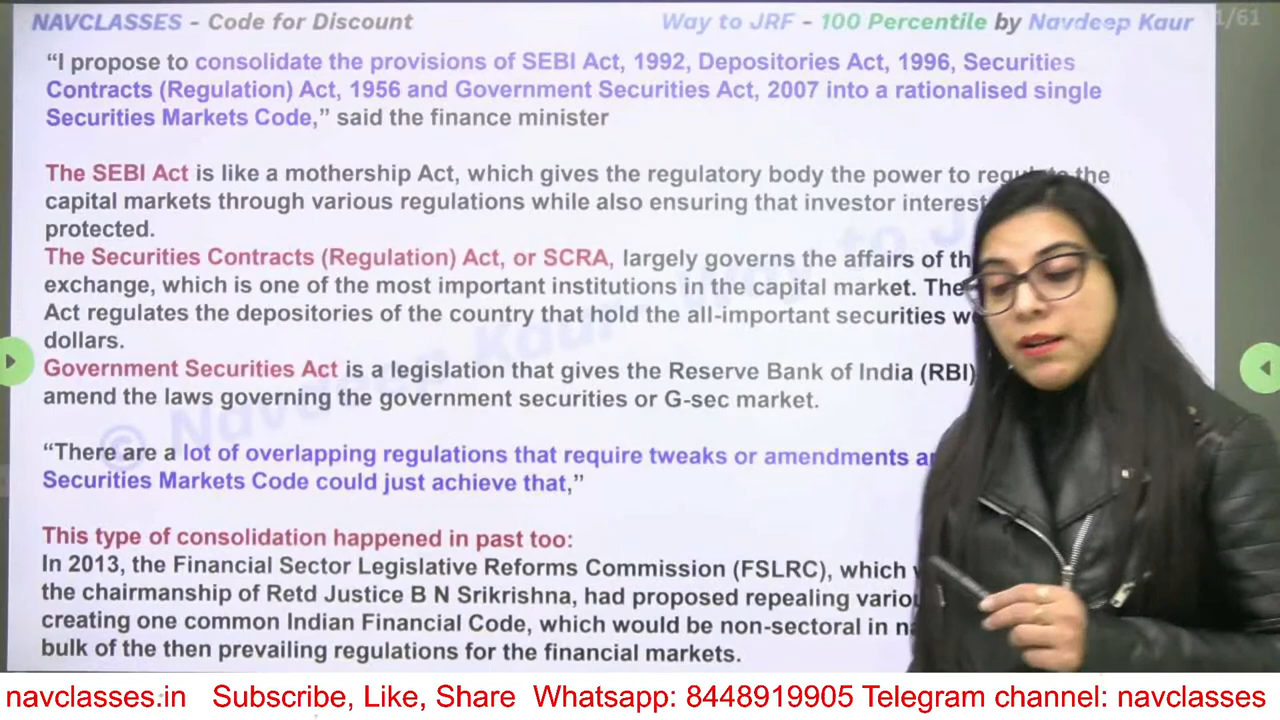 NAVCLASSES - Code for Discount Way to JRF - 100 Percentile by Navdeep Kaur 1/61
“I propose to consolidate the provisions of SEBI Act, 1992, Depositories Act, 1996, Securities
Contracts (Regulation) Act, 1956 and Government Securities Act, 2007 into a rationalised single
Securities Markets Code,” said the finance minister
The SEBI Act is like a mothership Act, which gives the regulatory body the power to the
capital markets through various regulations while also ensuring that investor interest
protected.
The Securities Contracts (Regulation) Act, or SCRA, largely governs the affairs of
exchange, which is one of the most important institutions in the capital market. The
Act regulates the depositories of the country that hold the all-important securities
dollars.
Government Securities Act is a legislation that gives the Reserve Bank of India (RBI)
amend the laws governing the government securities or G-sec market.
“There are a lot of overlapping regulations that require tweaks or amendments
Securities Markets Code could just achieve that,”
This type of consolidation happened in past too:
In 2013, the Financial Sector Legislative Reforms Commission (FSLRC), which
the chairmanship of Retd Justice B N Srikrishna, had proposed repealing
creating one common Indian Financial Code, which would be non-sectoral in
bulk of the then prevailing regulations for the financial markets.
© Navdeep Kaur - Way to
navclasses.in Subscribe, Like, Share Whatsapp: 8448919905 Telegram channel: navclasses